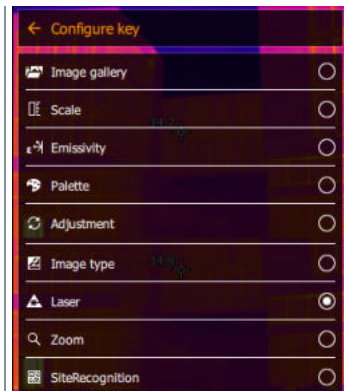 Configure key
Image gallery
Scale
Emissivity
Palette
Adjustment
Image type
Laser
Zoom
SiteRecognition